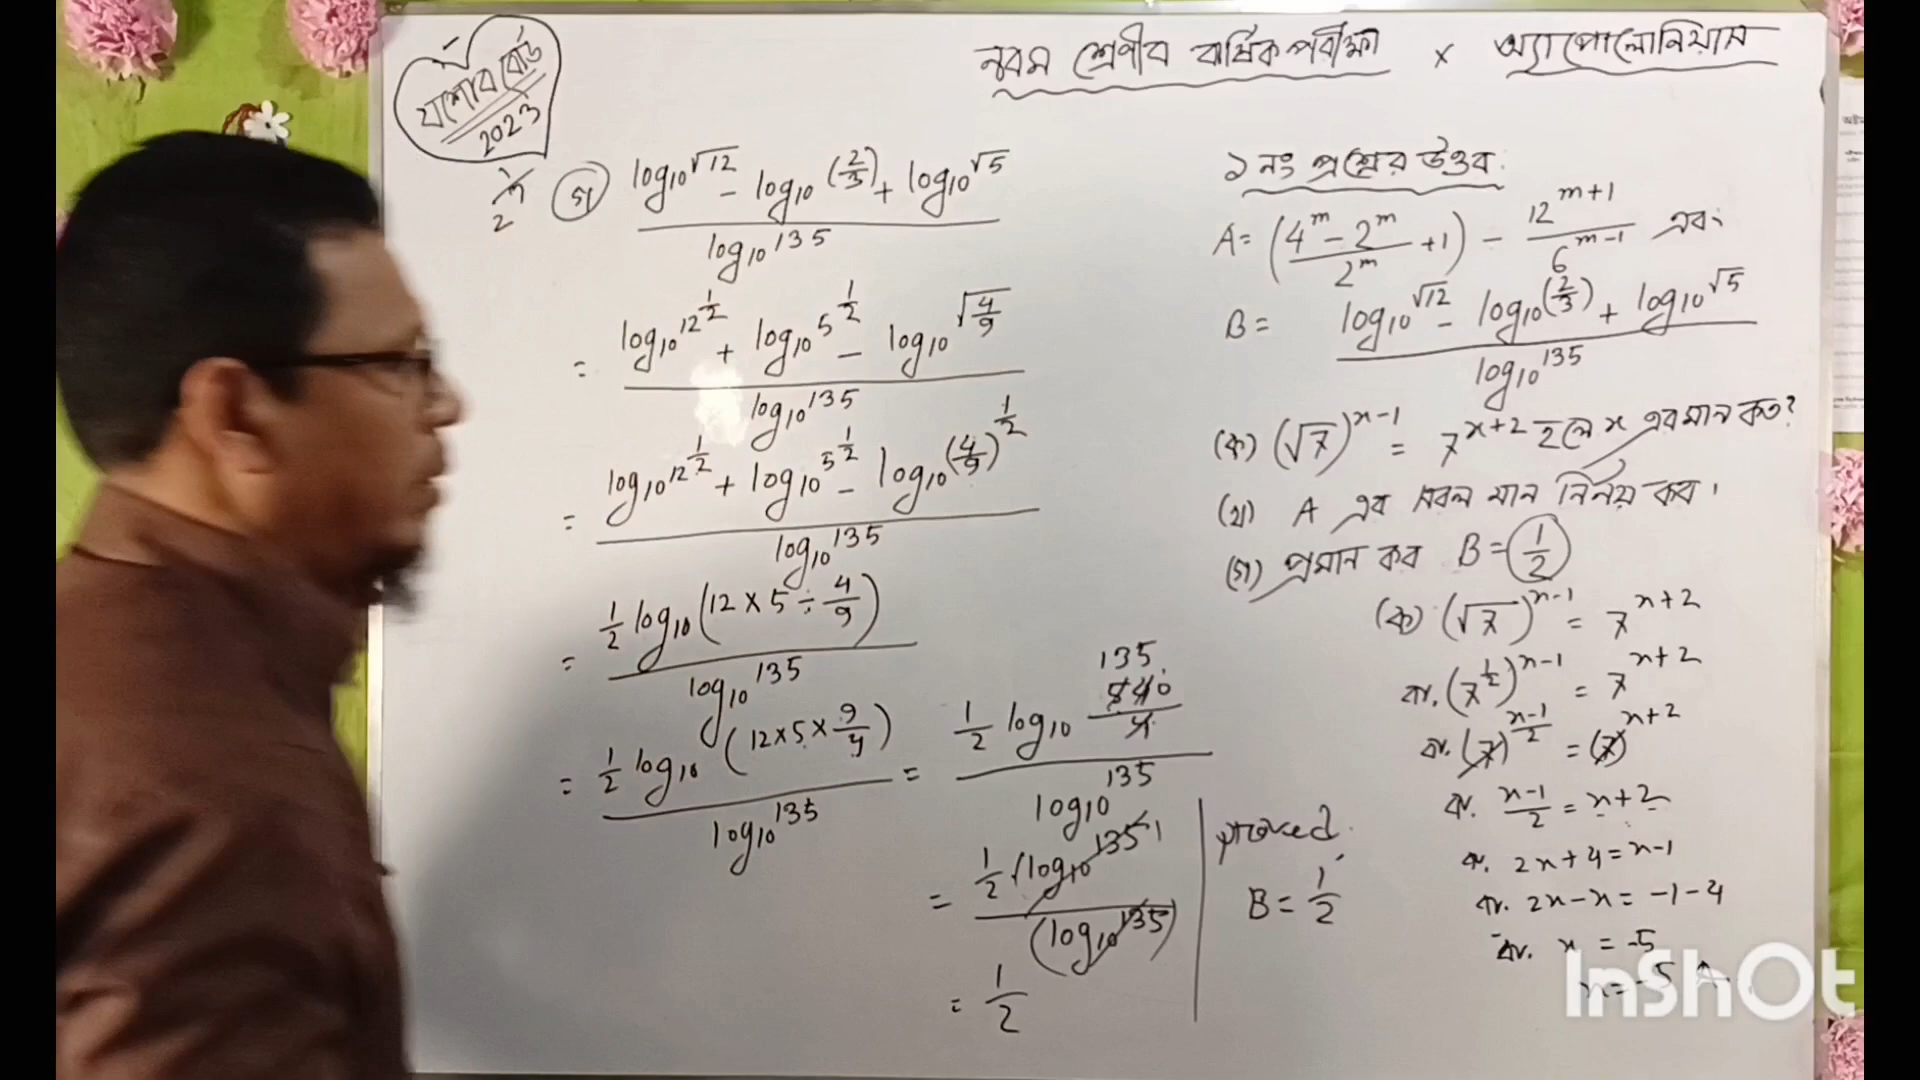 নবম শ্রেণীর বার্ষিক পরীক্ষা × অ্যাপোলোনিয়াস
যশোর বোর্ড
2023
(গ) (log₁₀√12 - log₁₀(2/3) + log₁₀√5) / log₁₀135
= (log₁₀12^(1/2) + log₁₀5^(1/2) - log₁₀√(4/9)) / log₁₀135
= (log₁₀12^(1/2) + log₁₀5^(1/2) - log₁₀(4/9)^(1/2)) / log₁₀135
= (1/2 log₁₀(12×5÷4/9)) / log₁₀135
= (1/2 log₁₀(12×5×9/4)) / log₁₀135 = (1/2 log₁₀ 540/4) / log₁₀135
135
= (1/2 (log₁₀135) 1) / (log₁₀135)
= 1/2
proved.
B = 1/2
১ নং প্রশ্নের উত্তর:
A = ((4^m - 2^m)/2^m + 1) - 12^(m+1)/6^(m-1) এবং
B = (log₁₀√12 - log₁₀(2/3) + log₁₀√5) / log₁₀135
(ক) (√7)^(x-1) = 7^(x+2) হলে x এর মান কত?
(খ) A এর সরল মান নির্নয় কর।
(গ) প্রমান কর B = 1/2
(ক) (√7)^(x-1) = 7^(x+2)
বা. (7^(1/2))^(x-1) = 7^(x+2)
বা. (7)^((x-1)/2) = (7)^(x+2)
বা. (x-1)/2 = x+2
বা. 2x+4 = x-1
বা. 2x-x = -1-4
বা. x = -5
x = -5
InShOt